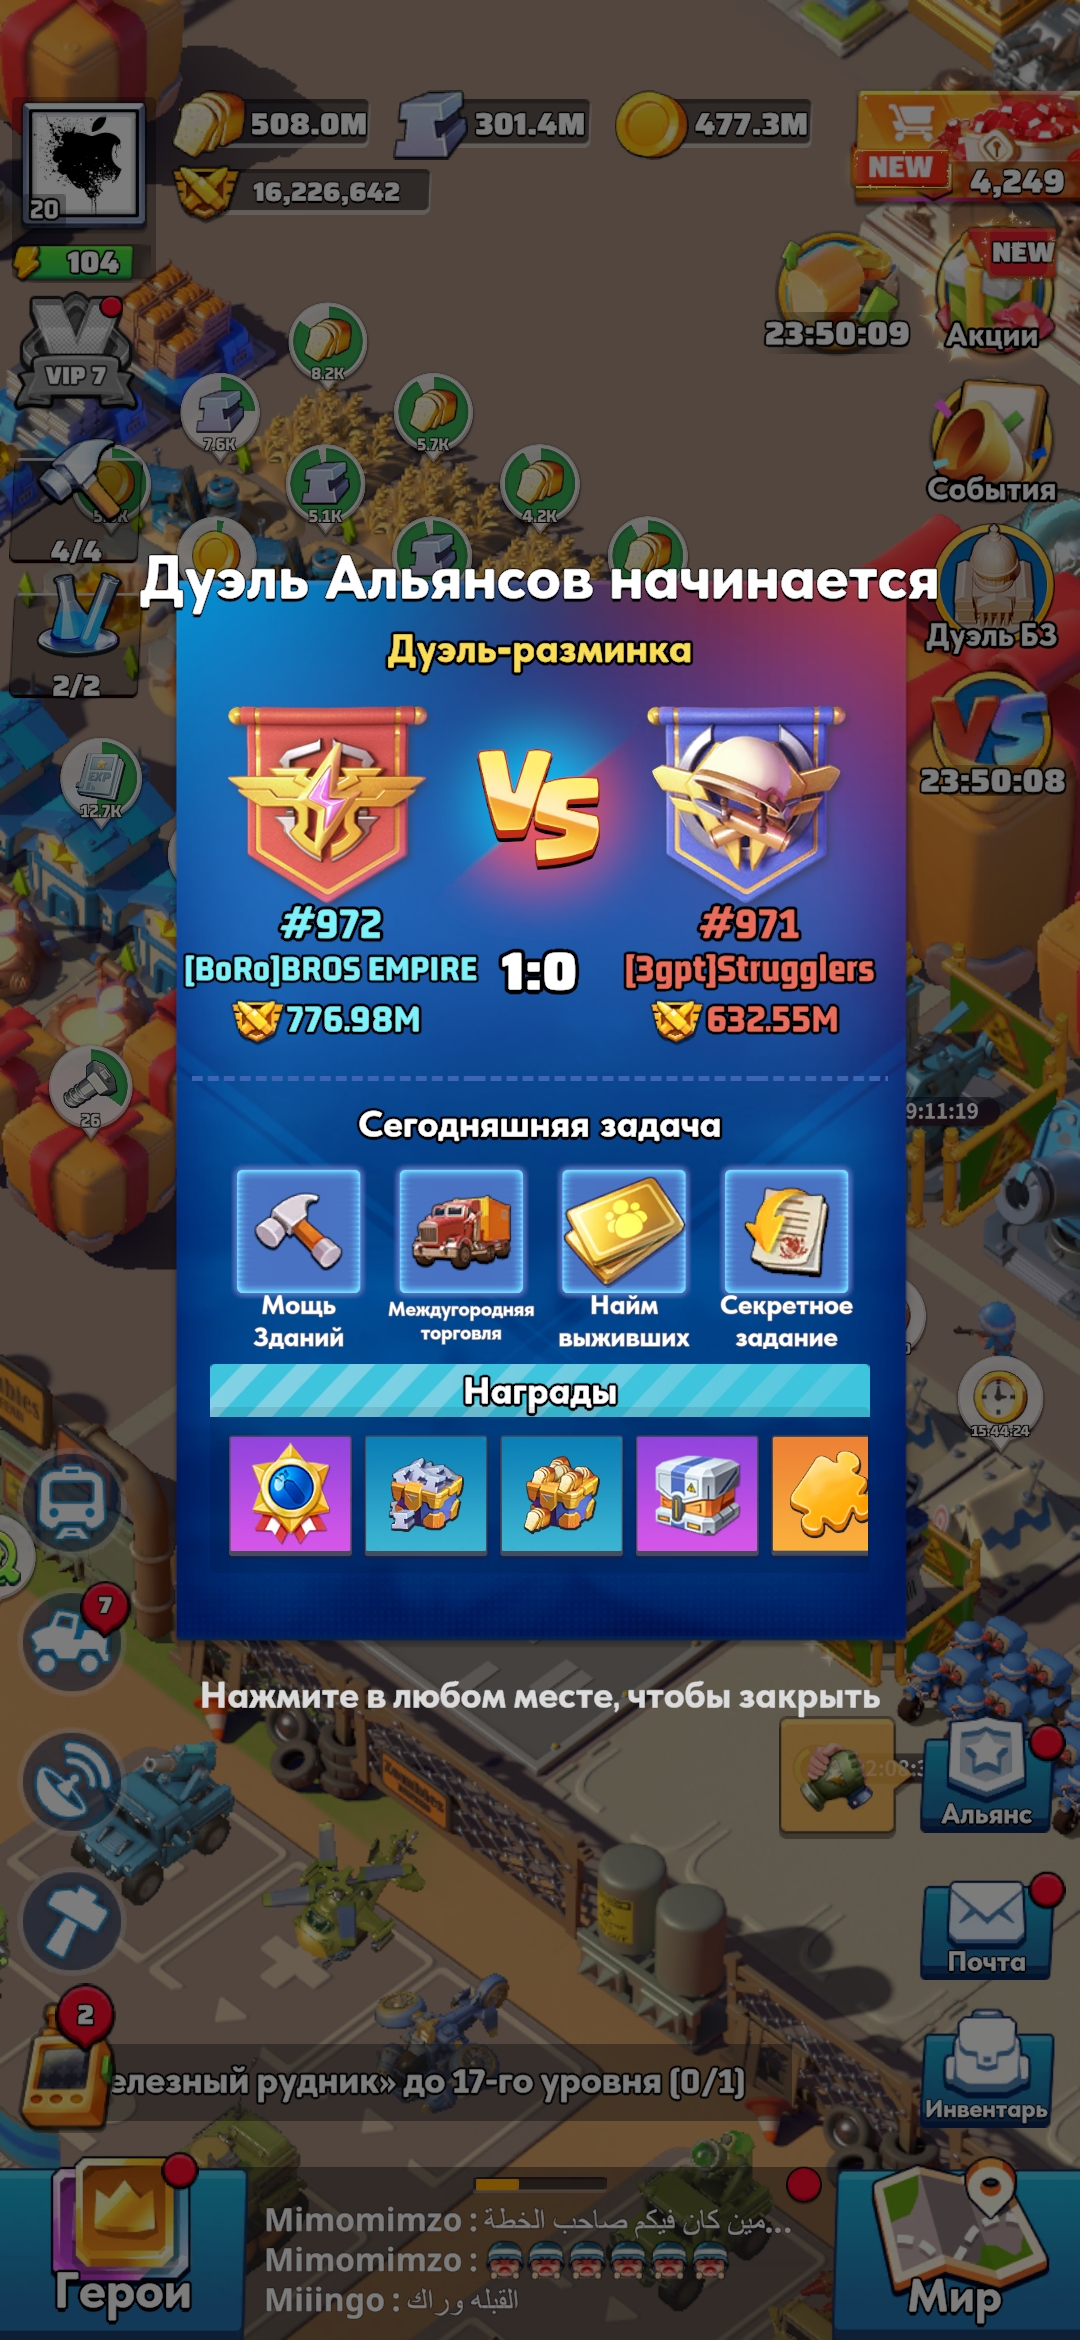 508.0M
301.4M
477.3M
NEW
4,249
20
16,226,642
104
NEW
VIP 7
23:50:09
Акции
8.2K
7.6K
5.7K
5.1K
4.2K
События
4/4
Дуэль Альянсов начинается
Дуэль БЗ
Дуэль-разминка
2/2
VS
VS
EXP
12.7K
23:50:08
#972
#971
[BoRo]BROS EMPIRE
1:0
[3gpt]Strugglers
776.98M
632.55M
26
9:11:19
Сегодняшняя задача
Мощь Зданий
Междугородняя торговля
Найм выживших
Секретное задание
Награды
15:44:24
7
Нажмите в любом месте, чтобы закрыть
Альянс
Почта
2
елезный рудник» до 17-го уровня (0/1)
Инвентарь
Mimomimzo : مين كان فيكم صاحب الخطة...
Mimomimzo :
Miiingo : القبله وراك
Герои
Мир